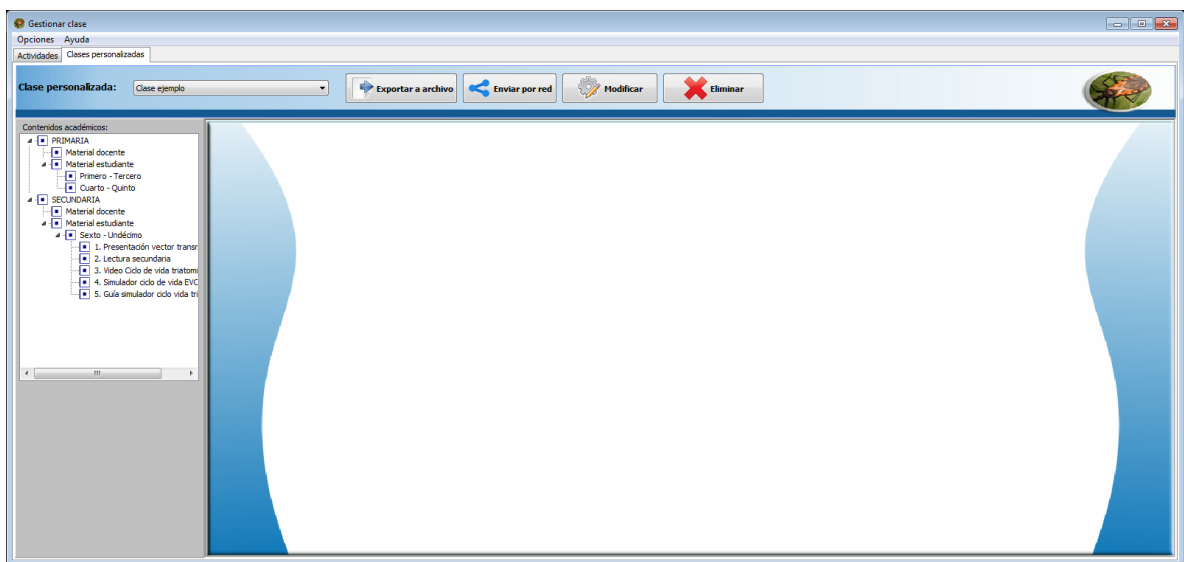 Gestionar clase
Opciones Ayuda
Actividades Clases personalizadas
Clase personalizada: Clase ejemplo Exportar a archivo Enviar por red Modificar Eliminar
Contenidos académicos:
PRIMARIA
Material docente
Material estudiante
Primero - Tercero
Cuarto - Quinto
SECUNDARIA
Material docente
Material estudiante
Sexto - Undécimo
1. Presentación vector transm
2. Lectura secundaria
3. Video Ciclo de vida triatomi
4. Simulador ciclo de vida EVC
5. Guía simulador ciclo vida tri